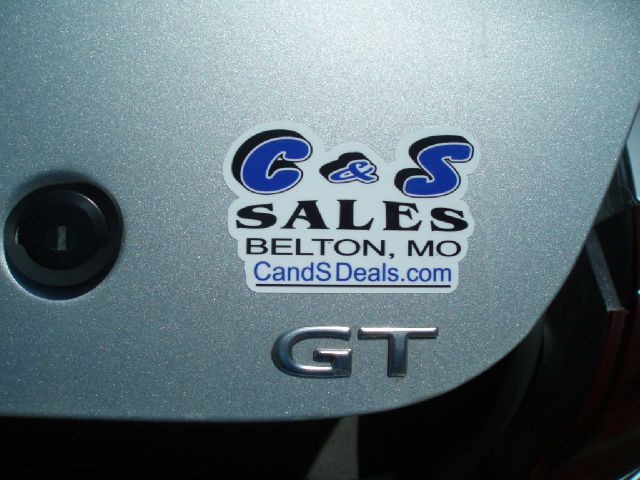 C & S
SALES
BELTON, MO
CandSDeals.com
GT